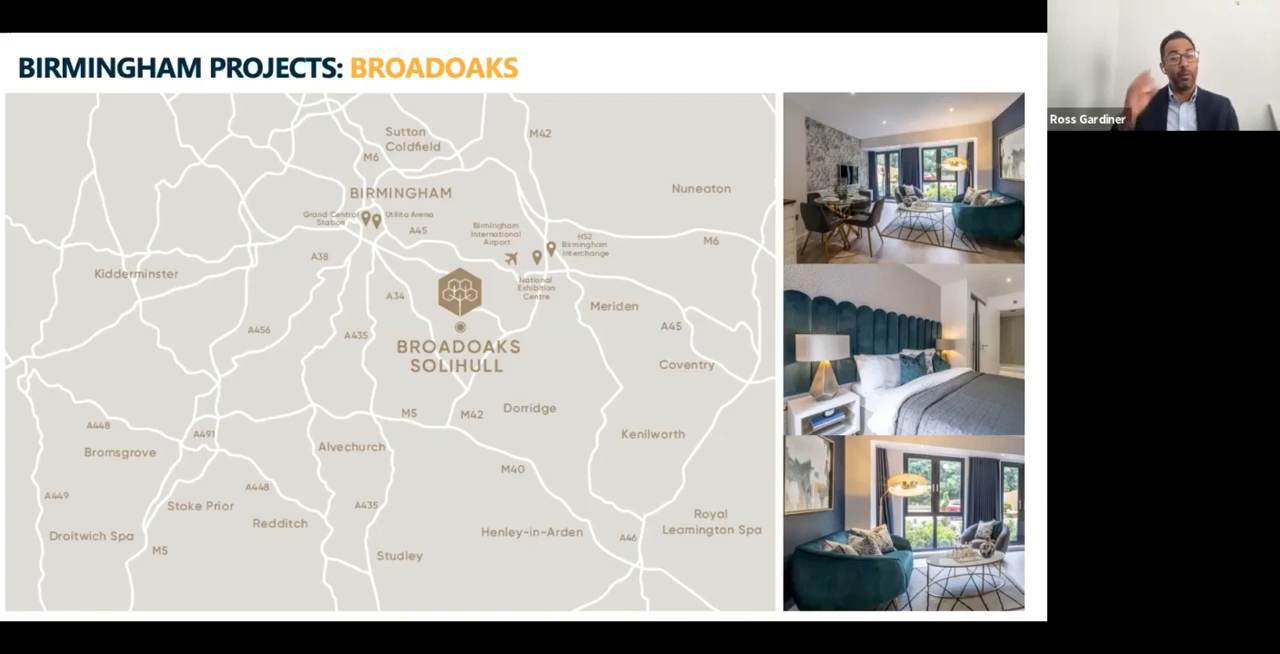 BIRMINGHAM PROJECTS: BROADOAKS
Ross Gardiner
Sutton
Coldfield
M42
M6
BIRMINGHAM
Nuneaton
Grand Central
Station
Utilita Arena
A45
Birmingham
International
Airport
HS2
Birmingham
Interchange
M6
A38
Kidderminster
National
Exhibition
Centre
A34
Meriden
A456
A435
A45
BROADOAKS
SOLIHULL
Coventry
M5
M42
Dorridge
A448
A491
Bromsgrove
Alvechurch
Kenilworth
M40
A449
A448
Stoke Prior
A435
Redditch
Royal
Leamington Spa
Droitwich Spa
Henley-in-Arden
A46
M5
Studley